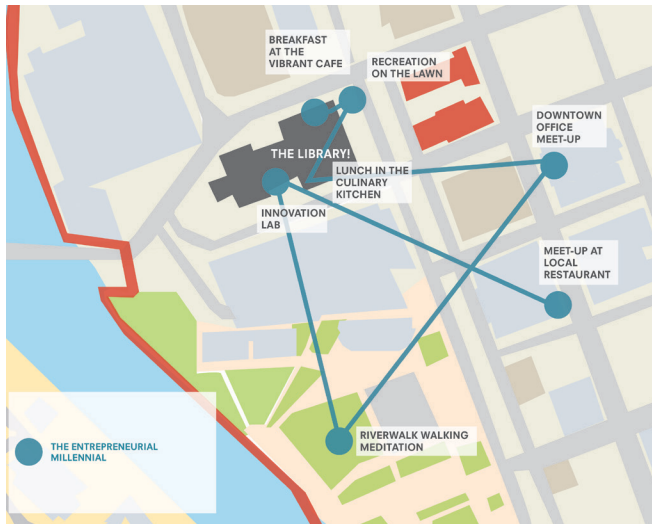 BREAKFAST
AT THE
VIBRANT CAFE
RECREATION
ON THE LAWN
DOWNTOWN
OFFICE
MEET-UP
THE LIBRARY!
LUNCH IN THE
CULINARY
KITCHEN
INNOVATION
LAB
MEET-UP AT
LOCAL
RESTAURANT
RIVERWALK WALKING
MEDITATION
THE ENTREPRENEURIAL
MILLENNIAL